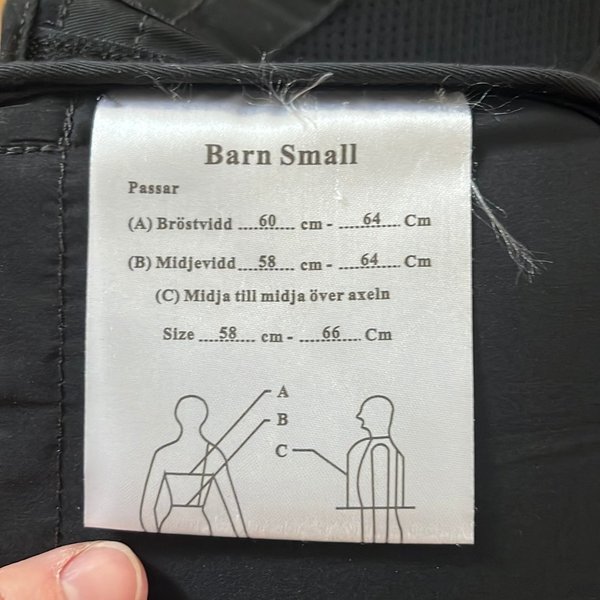 Barn Small
Passar
(A) Bröstvidd ....60.... cm - .....64.... Cm
(B) Midjevidd....58.... cm - .....64.... Cm
(C) Midja till midja över axeln
Size ....58.... cm - .....66.... Cm
A
B
C